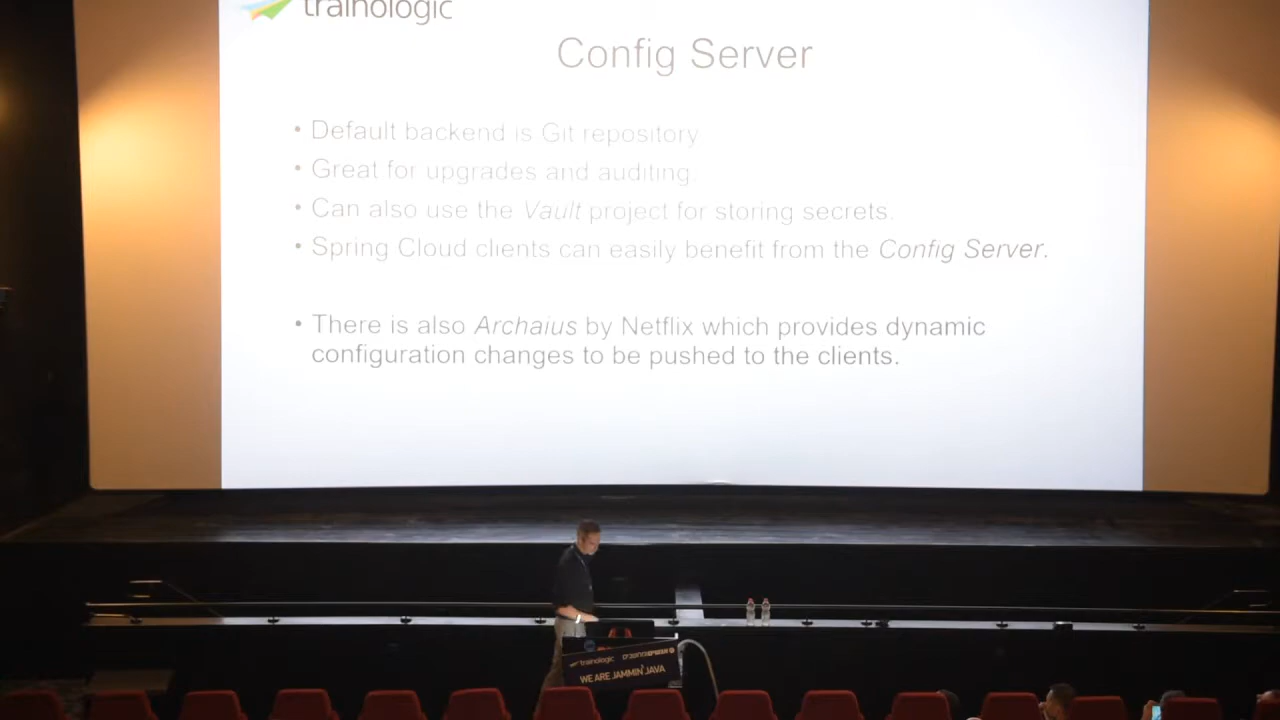 trainologic
Config Server
• Default backend is Git repository
• Great for upgrades and auditing.
• Can also use the Vault project for storing secrets.
• Spring Cloud clients can easily benefit from the Config Server.
• There is also Archaius by Netflix which provides dynamic
configuration changes to be pushed to the clients.
trainologic
WE ARE JAMMIN' JAVA